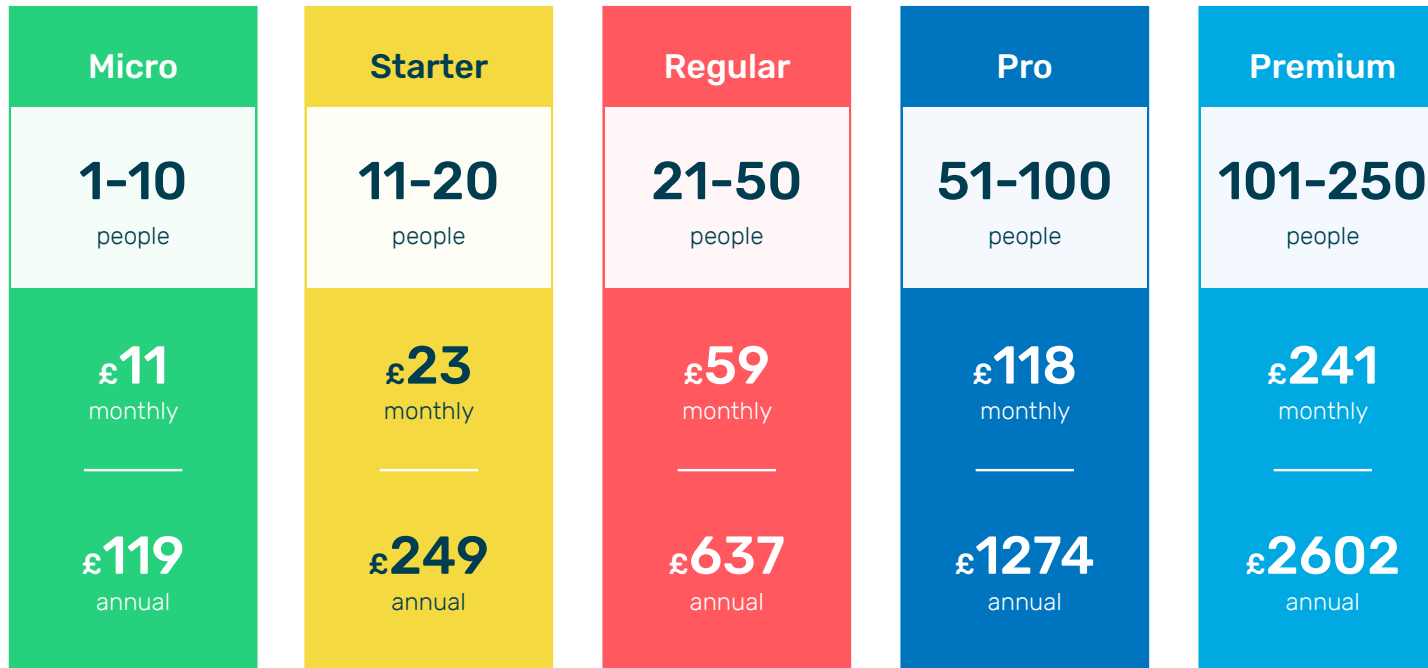 Micro
1-10
people
£11
monthly
£119
annual
Starter
11-20
people
£23
monthly
£249
annual
Regular
21-50
people
£59
monthly
£637
annual
Pro
51-100
people
£118
monthly
£1274
annual
Premium
101-250
people
£241
monthly
£2602
annual